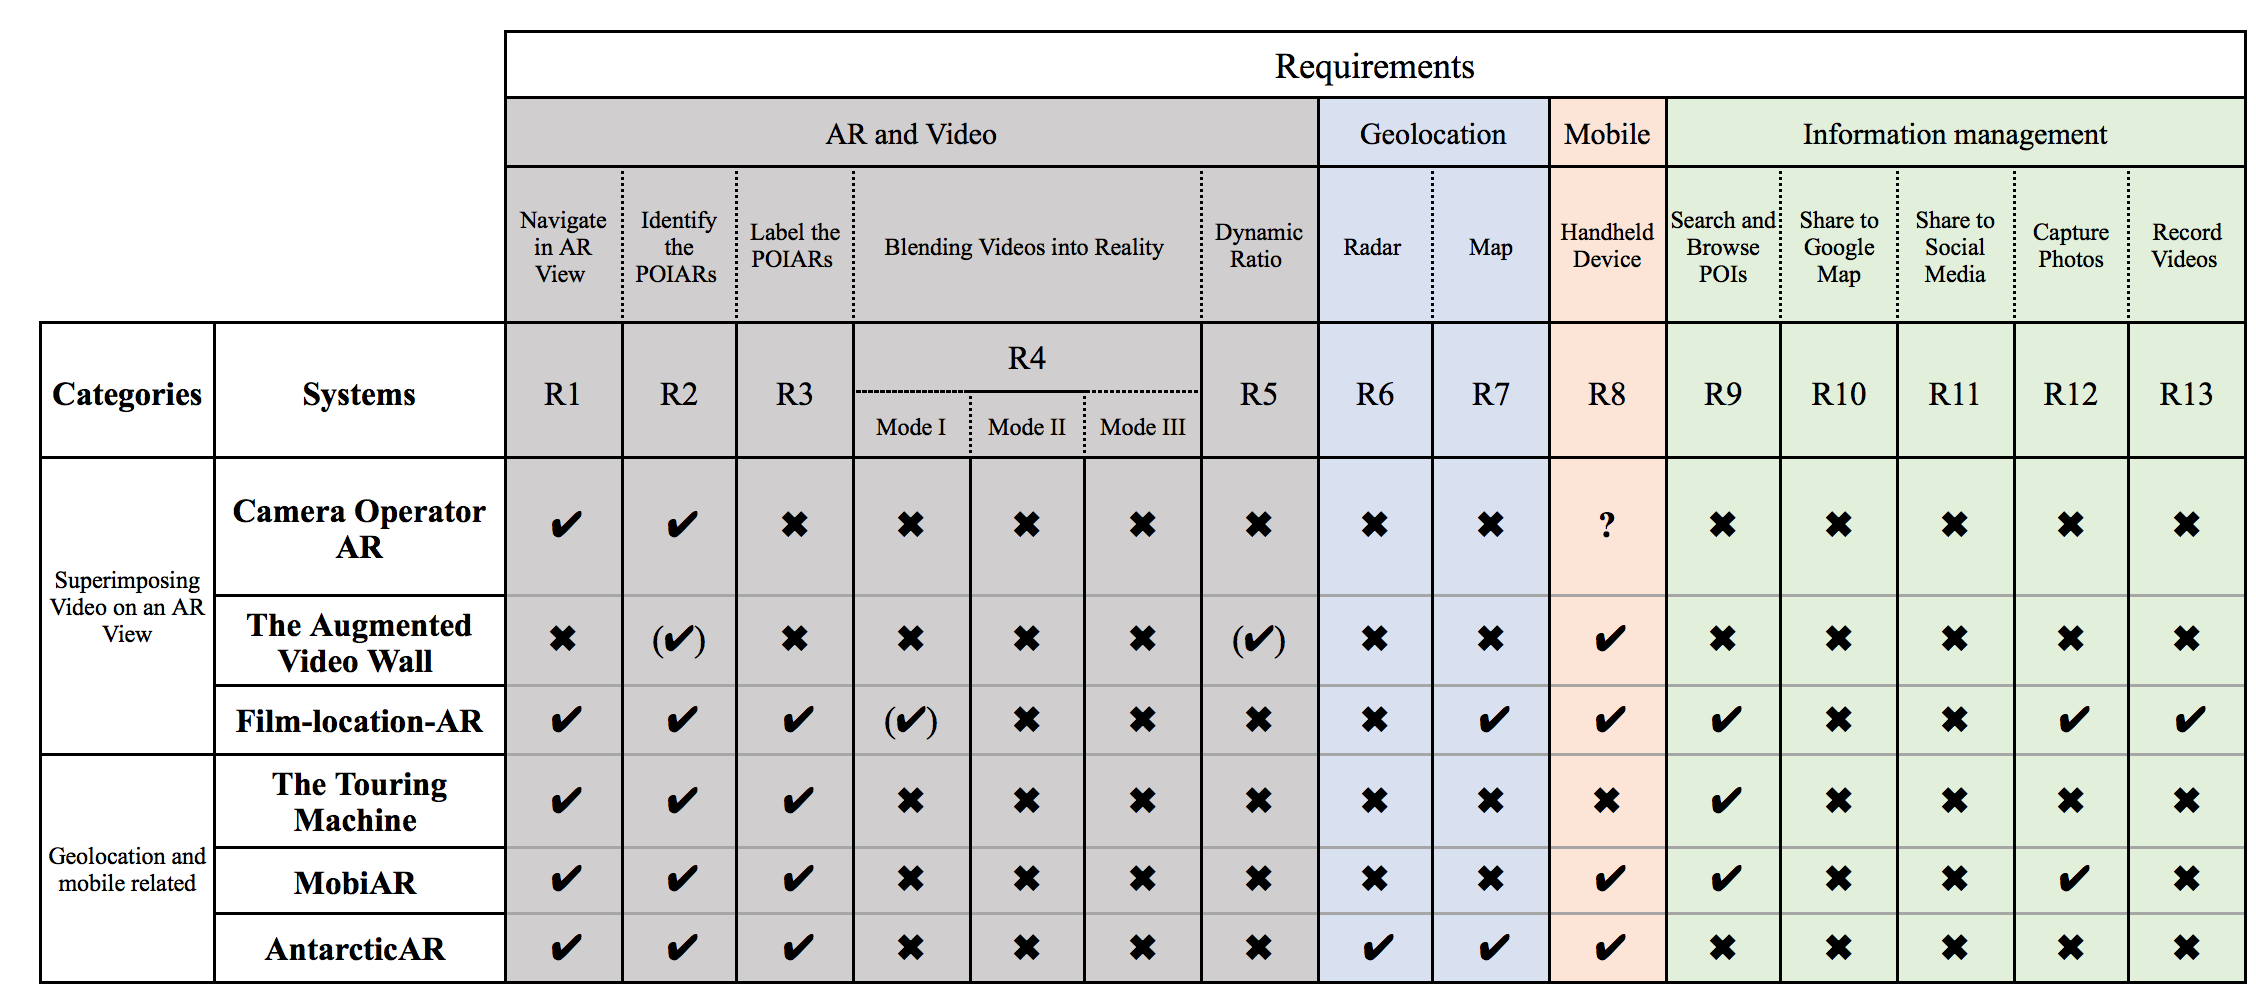 Requirements
AR and Video Geolocation Mobile Information management
Navigate in AR View Identify the POIARs Label the POIARs Blending Videos into Reality Dynamic Ratio Radar Map Handheld Device Search and Browse POIs Share to Google Map Share to Social Media Capture Photos Record Videos
Categories Systems R1 R2 R3 R4 R5 R6 R7 R8 R9 R10 R11 R12 R13
Mode I Mode II Mode III
Superimposing Video on an AR View
Camera Operator AR ✔ ✔ ✖ ✖ ✖ ✖ ✖ ✖ ✖ ? ✖ ✖ ✖ ✖ ✖
The Augmented Video Wall ✖ (✔) ✖ ✖ ✖ ✖ (✔) ✖ ✖ ✔ ✖ ✖ ✖ ✖ ✖
Film-location-AR ✔ ✔ ✔ (✔) ✖ ✖ ✖ ✖ ✔ ✔ ✔ ✖ ✖ ✔ ✔
Geolocation and mobile related
The Touring Machine ✔ ✔ ✔ ✖ ✖ ✖ ✖ ✖ ✖ ✖ ✔ ✖ ✖ ✖ ✖
MobiAR ✔ ✔ ✔ ✖ ✖ ✖ ✖ ✖ ✖ ✔ ✔ ✖ ✖ ✔ ✖
AntarcticAR ✔ ✔ ✔ ✖ ✖ ✖ ✖ ✔ ✔ ✔ ✖ ✖ ✖ ✖ ✖